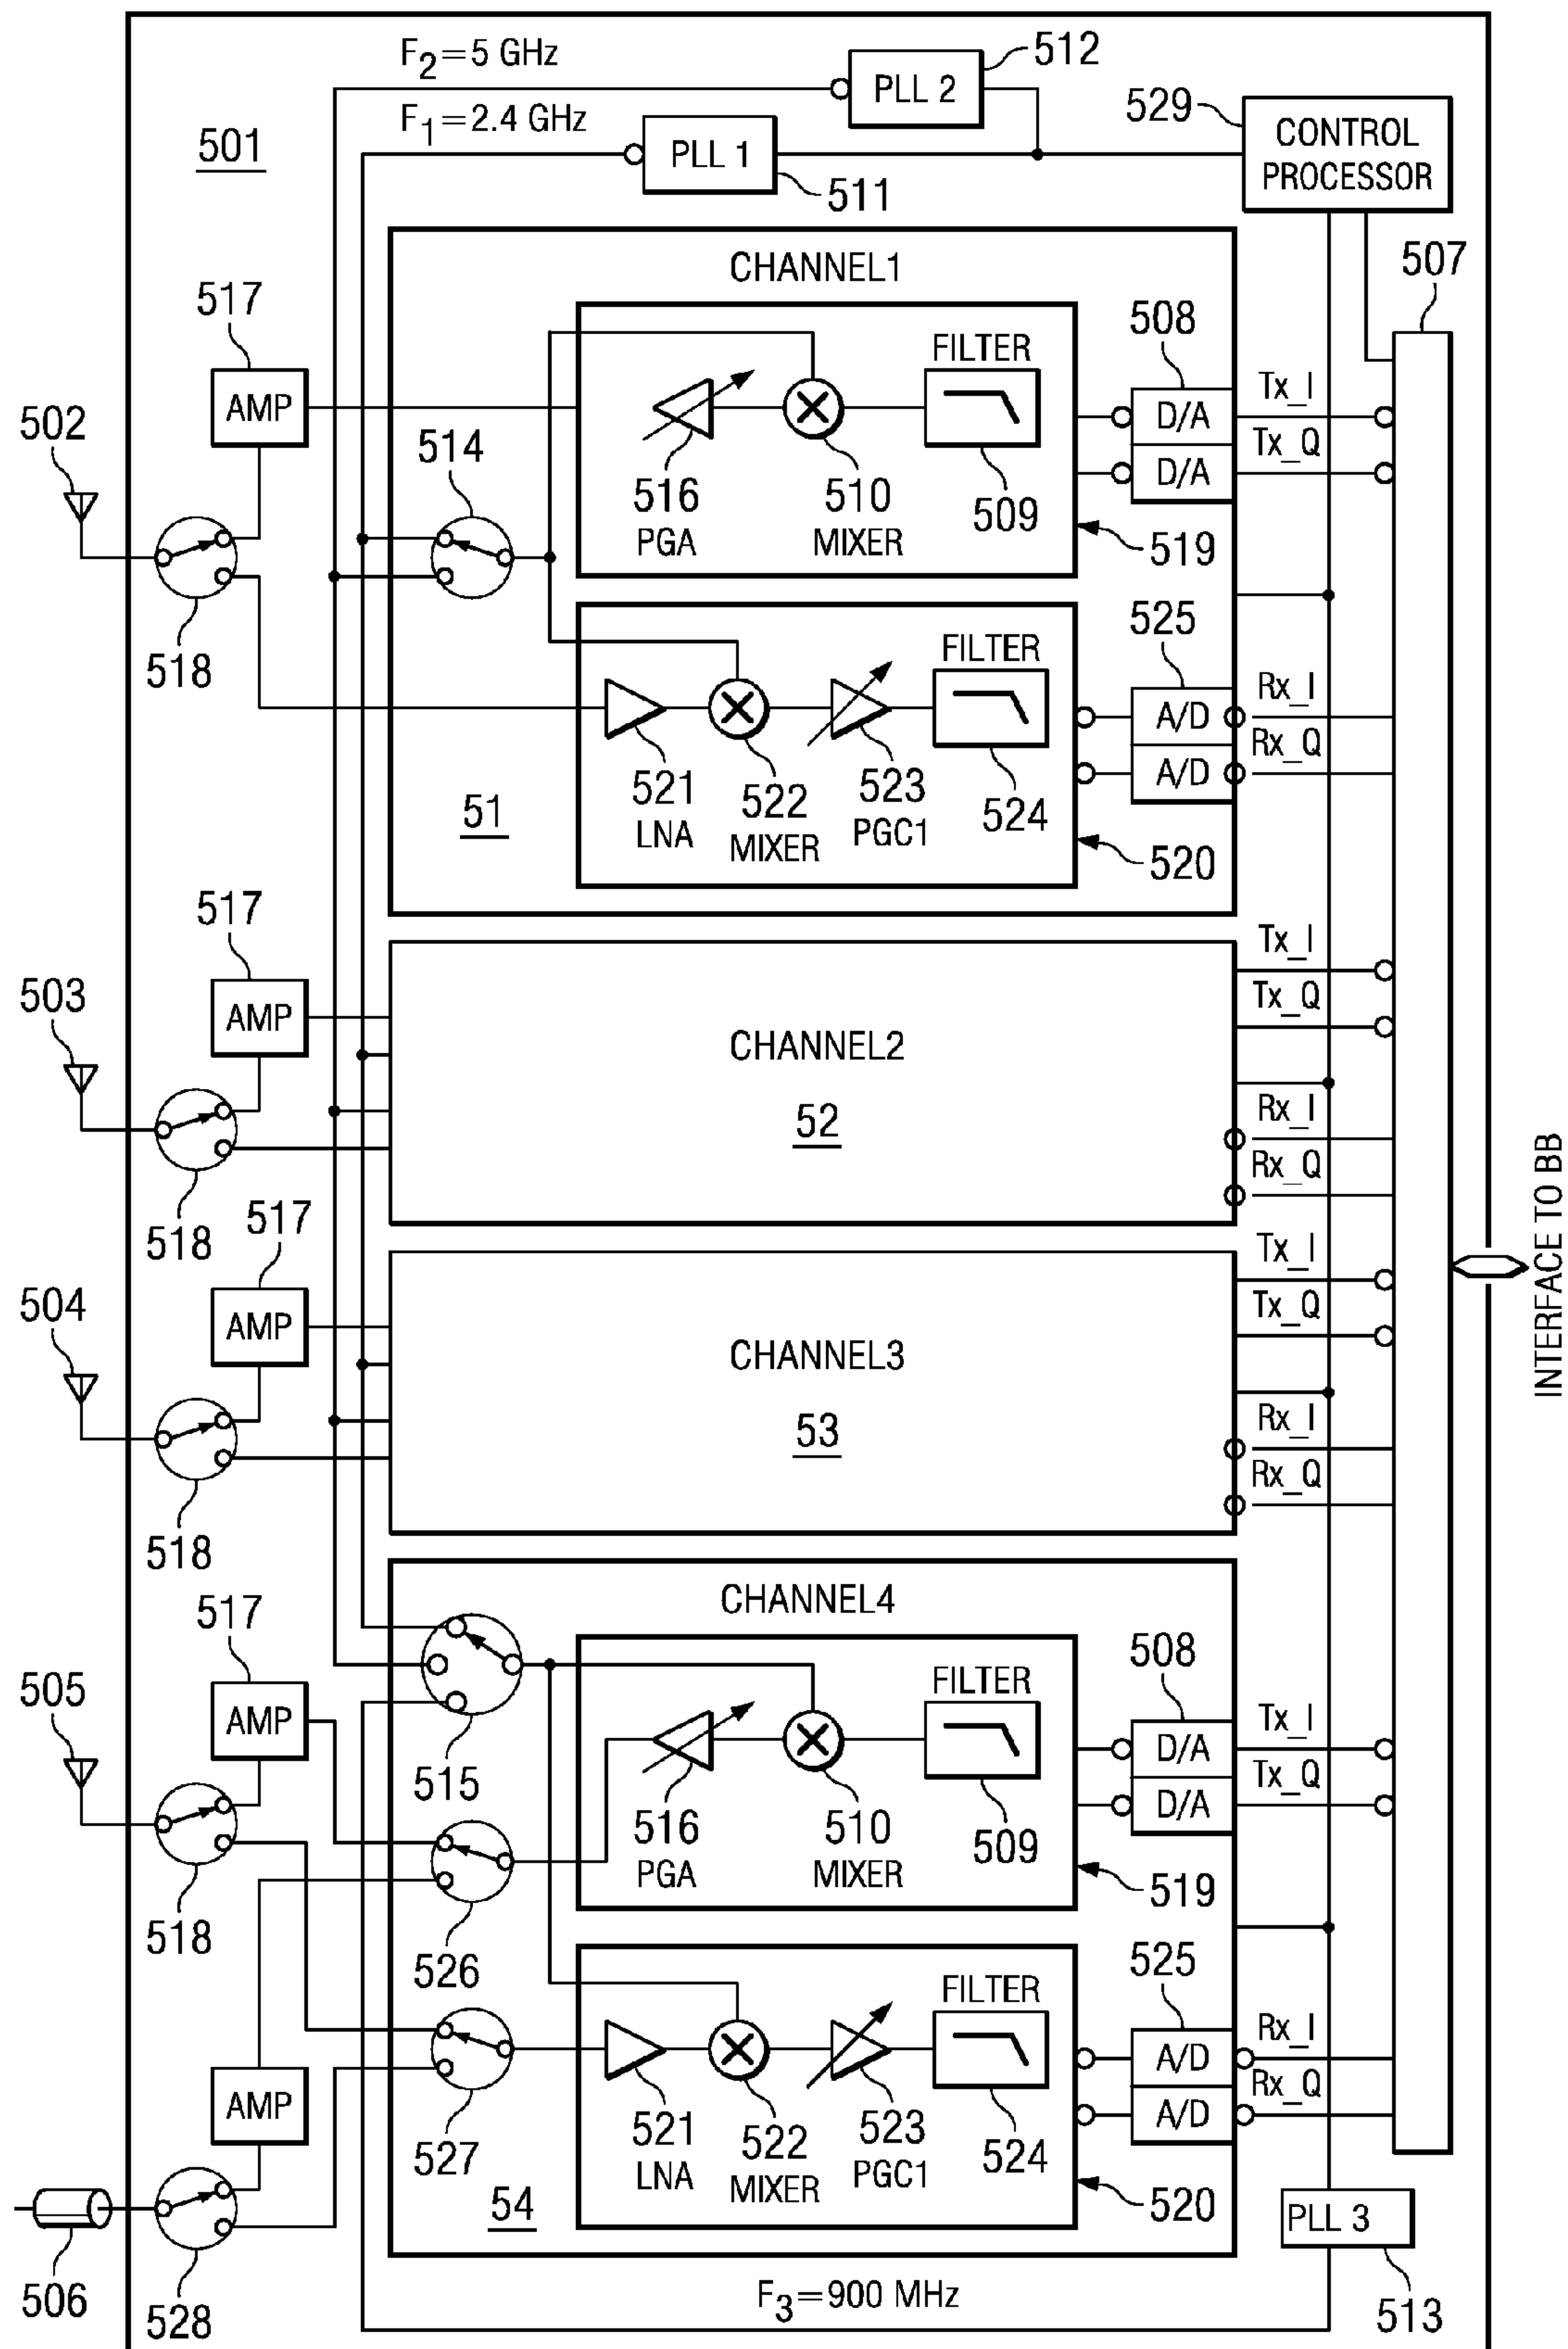 F2=5 GHz
512
PLL 2
529
CONTROL
PROCESSOR
F1=2.4 GHz
501
PLL 1
511
507
CHANNEL1
517
508
FILTER
Tx_I
AMP
D/A
502
514
Tx_Q
D/A
516
PGA
510
MIXER
509
519
518
525
FILTER
Rx_I
A/D
Rx_Q
A/D
51
521
LNA
522
MIXER
523
PGC1
524
520
517
Tx_I
503
AMP
Tx_Q
CHANNEL2
52
Rx_I
Rx_Q
518
517
Tx_I
504
AMP
Tx_Q
CHANNEL3
53
Rx_I
Rx_Q
518
INTERFACE TO BB
CHANNEL4
517
508
505
FILTER
Tx_I
AMP
D/A
Tx_Q
D/A
515
516
PGA
510
MIXER
509
519
518
526
525
FILTER
Rx_I
A/D
Rx_Q
A/D
AMP
527
521
LNA
522
MIXER
523
PGC1
524
520
54
PLL 3
506
528
F3=900 MHz
513